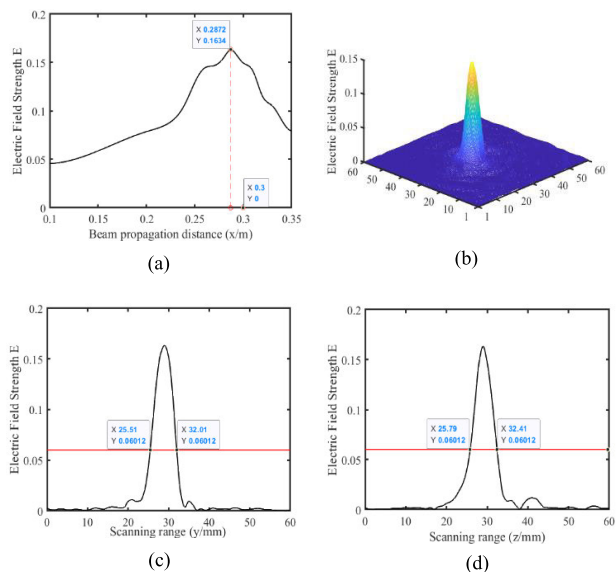 0.2
0.15
0.1
0.05
0
Electric Field Strength E
X 0.2872
Y 0.1634
X 0.3
Y 0
0.1 0.15 0.2 0.25 0.3 0.35
Beam propagation distance (x/m)
(a)
0.15
0.1
0.05
0
Electric Field Strength E
60 50 40 30 20 10 1
1 10 20 30 40 50 60
(b)
0.2
0.15
0.1
0.05
0
Electric Field Strength E
X 25.51
Y 0.06012
X 32.01
Y 0.06012
0 10 20 30 40 50 60
Scanning range (y/mm)
(c)
0.2
0.15
0.1
0.05
0
Electric Field Strength E
X 25.79
Y 0.06012
X 32.41
Y 0.06012
0 10 20 30 40 50 60
Scanning range (z/mm)
(d)